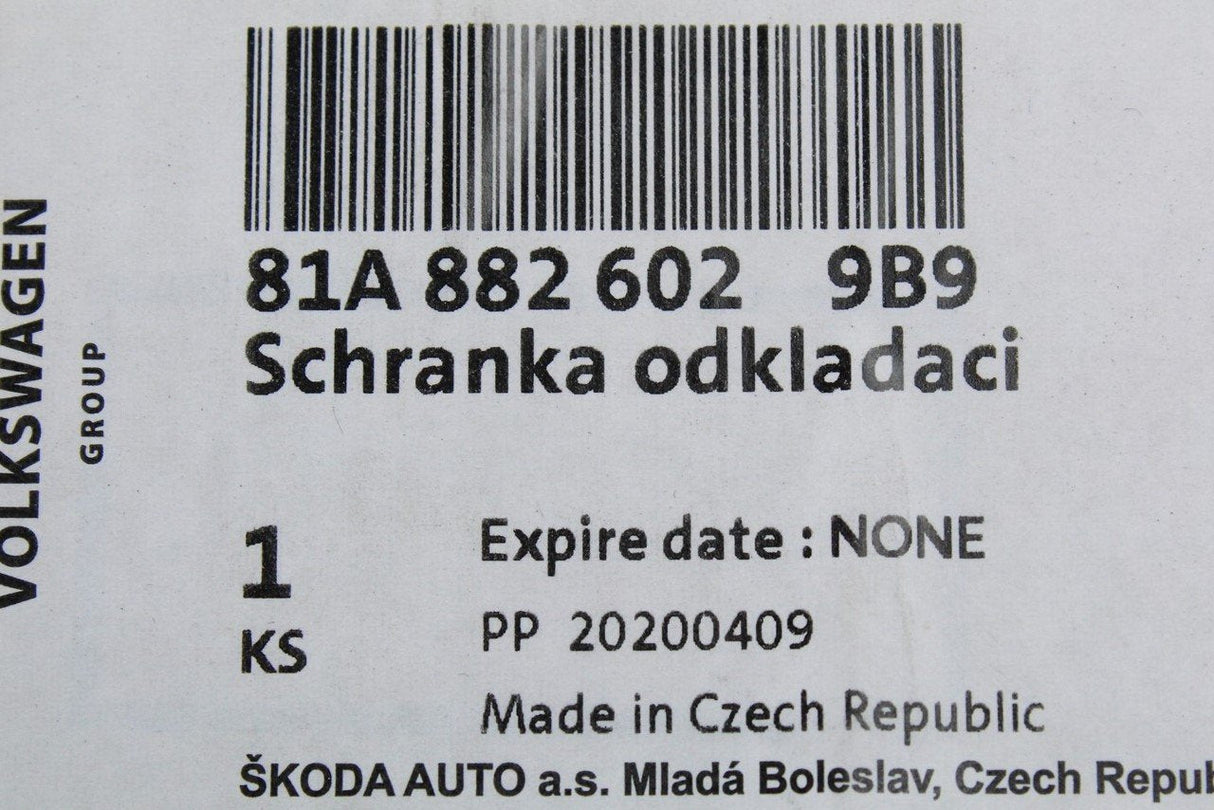 VOLKSWAGEN
GROUP
81A 882 602 9B9
Schranka odkladaci
1
KS
Expire date : NONE
PP 20200409
Made in Czech Republic
ŠKODA AUTO a.s. Mladá Boleslav, Czech Repub